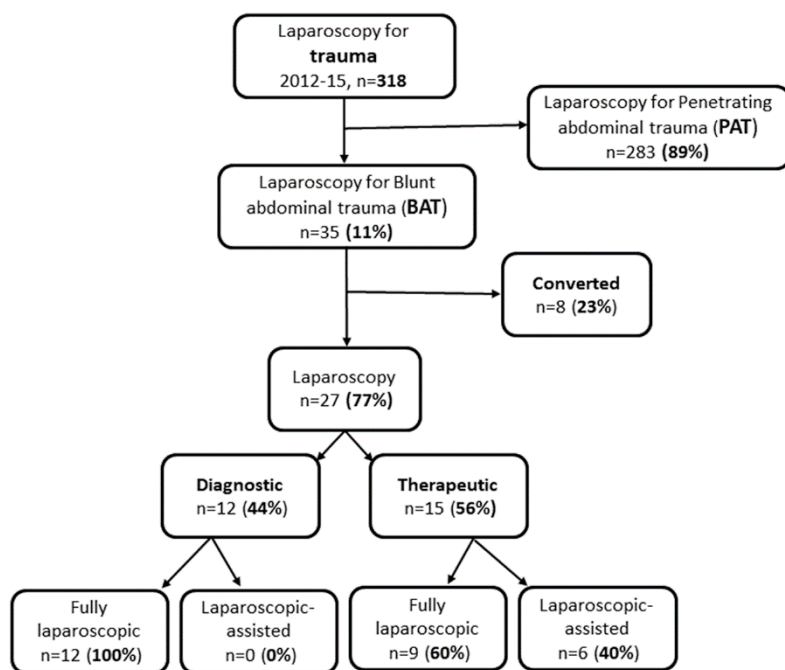 Laparoscopy for
trauma
2012-15, n=318
Laparoscopy for Penetrating
abdominal trauma (PAT)
n=283 (89%)
Laparoscopy for Blunt
abdominal trauma (BAT)
n=35 (11%)
Converted
n=8 (23%)
Laparoscopy
n=27 (77%)
Diagnostic
n=12 (44%)
Therapeutic
n=15 (56%)
Fully
laparoscopic
n=12 (100%)
Laparoscopic-
assisted
n=0 (0%)
Fully
laparoscopic
n=9 (60%)
Laparoscopic-
assisted
n=6 (40%)